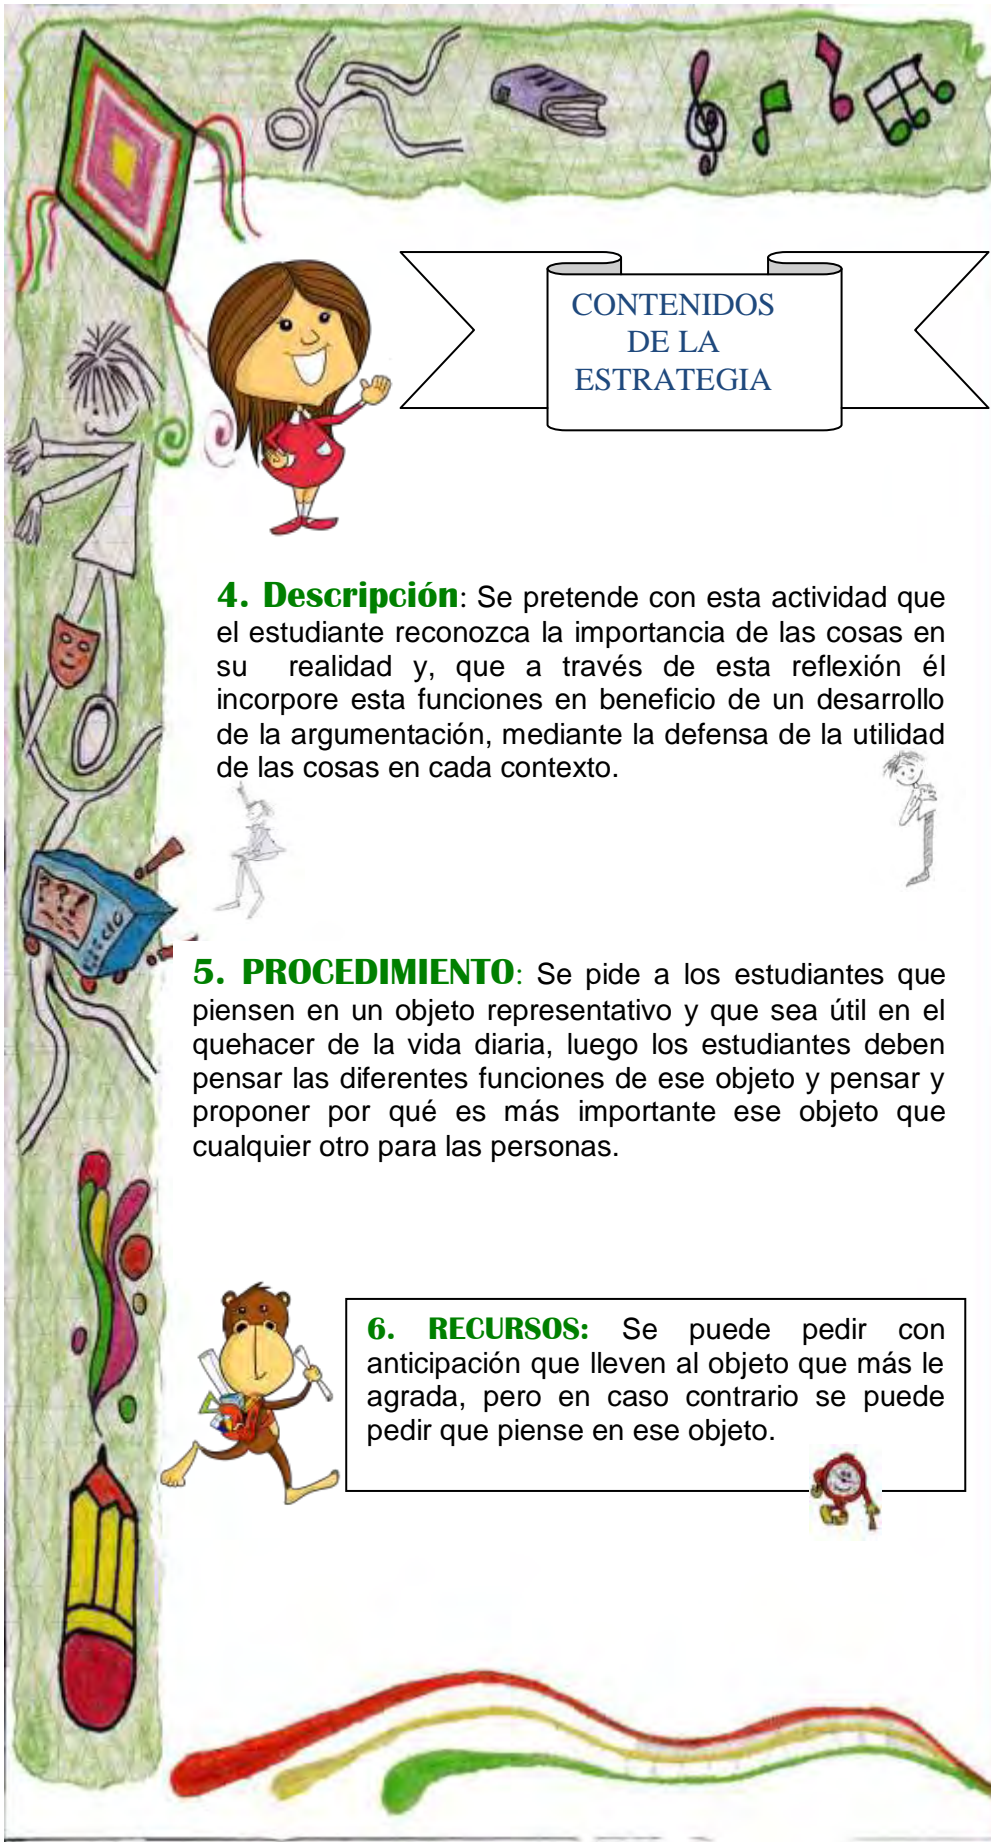 CONTENIDOS
DE LA
ESTRATEGIA
4. Descripción: Se pretende con esta actividad que
el estudiante reconozca la importancia de las cosas en
su realidad y, que a través de esta reflexión él
incorpore esta funciones en beneficio de un desarrollo
de la argumentación, mediante la defensa de la utilidad
de las cosas en cada contexto.
5. PROCEDIMIENTO: Se pide a los estudiantes que
piensen en un objeto representativo y que sea útil en el
quehacer de la vida diaria, luego los estudiantes deben
pensar las diferentes funciones de ese objeto y pensar y
proponer por qué es más importante ese objeto que
cualquier otro para las personas.
6. RECURSOS: Se puede pedir con
anticipación que lleven al objeto que más le
agrada, pero en caso contrario se puede
pedir que piense en ese objeto.